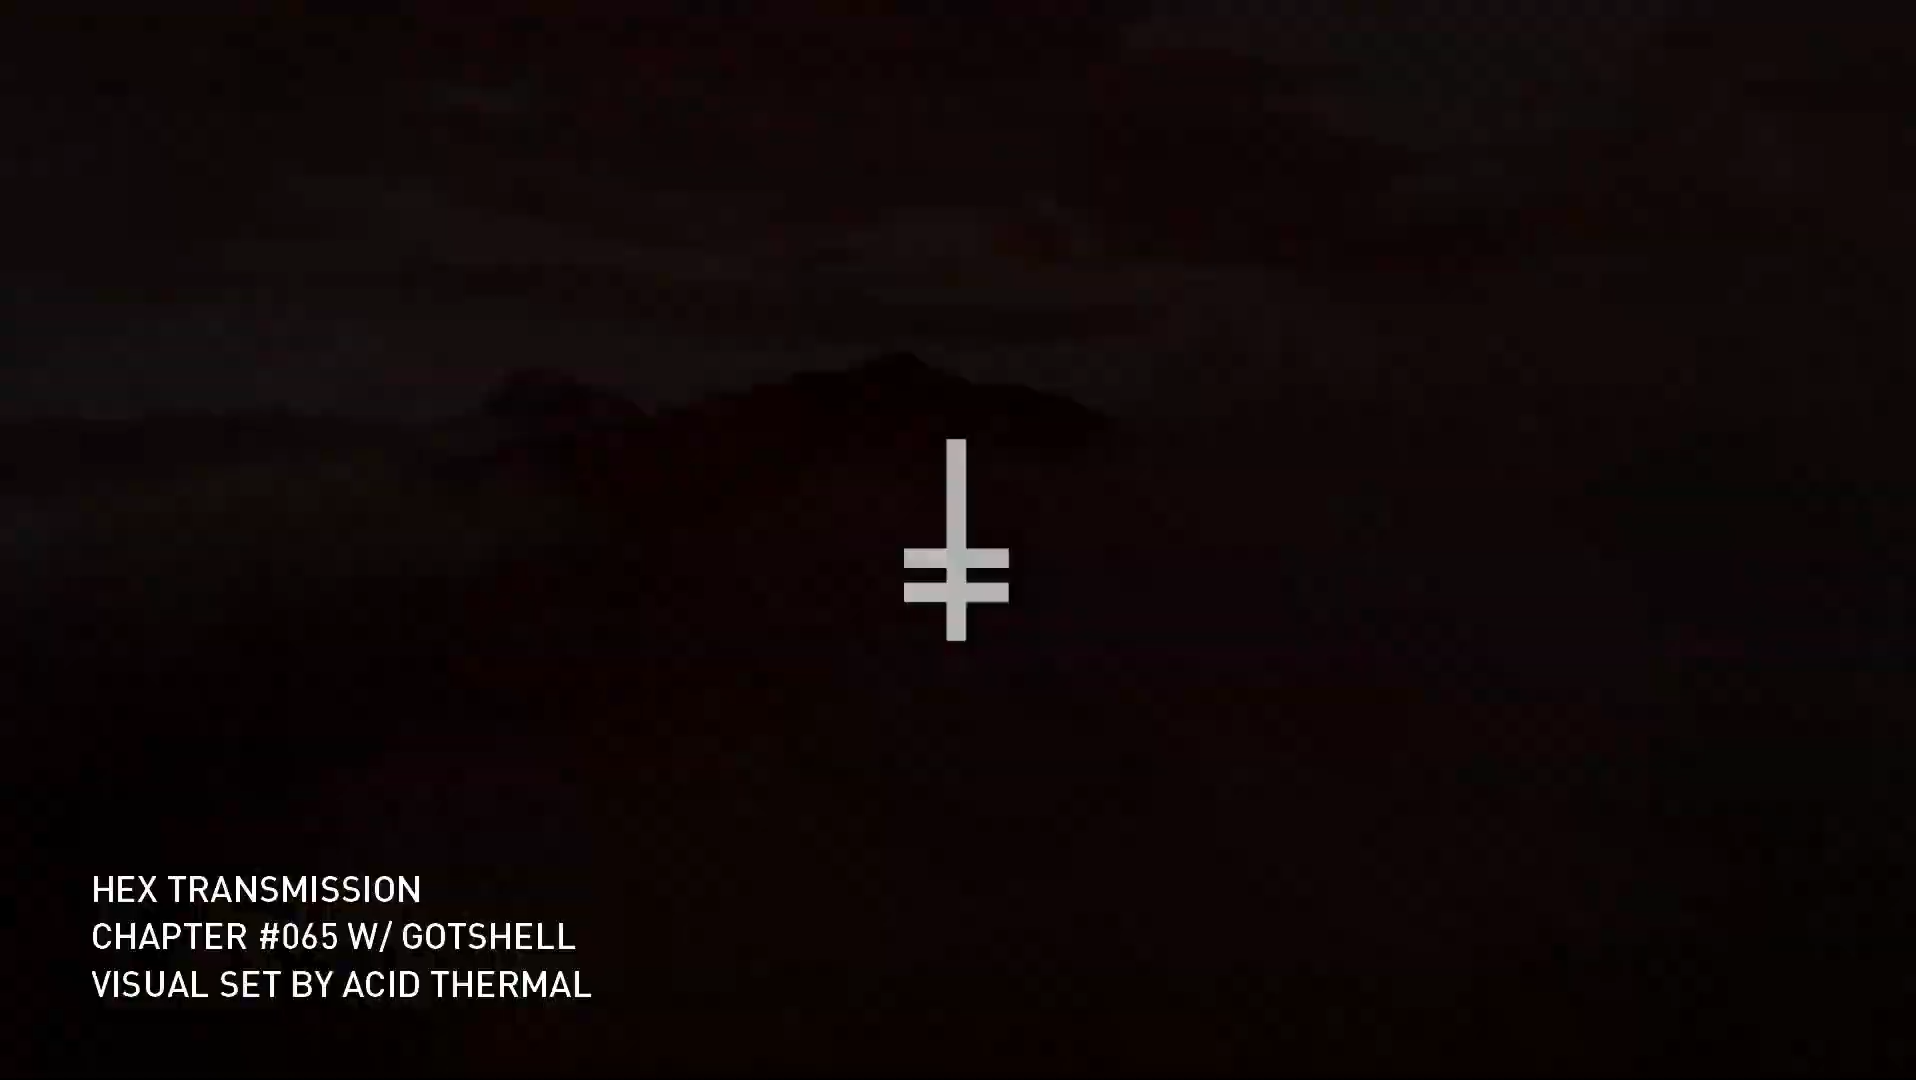 HEX TRANSMISSION
CHAPTER #065 W/ GOTSHELL
VISUAL SET BY ACID THERMAL